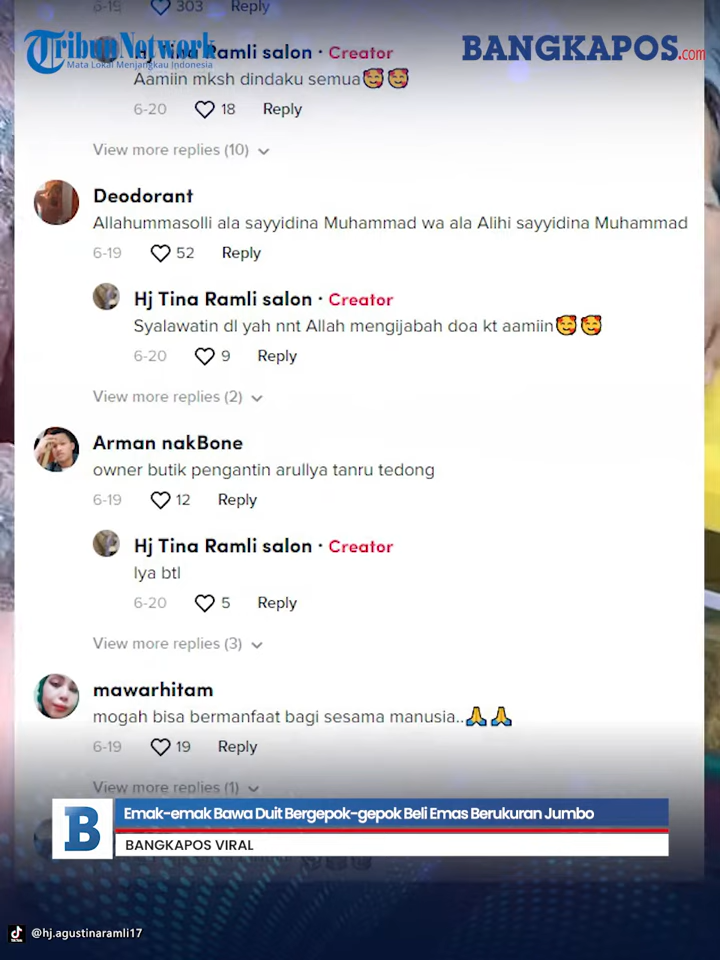 6-19 303 Reply
Tribun Network
Mata Lokal Menjangkau Indonesia
BANGKAPOS.com
Hj Tina Ramli salon · Creator
Aamiin mksh dindaku semua🥰🥰
6-20 18 Reply
View more replies (10)
Deodorant
Allahummasolli ala sayyidina Muhammad wa ala Alihi sayyidina Muhammad
6-19 52 Reply
Hj Tina Ramli salon · Creator
Syalawatin dl yah nnt Allah mengijabah doa kt aamiin🥰🥰
6-20 9 Reply
View more replies (2)
Arman nakBone
owner butik pengantin arullya tanru tedong
6-19 12 Reply
Hj Tina Ramli salon · Creator
Iya btl
6-20 5 Reply
View more replies (3)
mawarhitam
mogah bisa bermanfaat bagi sesama manusia..🙏🙏
6-19 19 Reply
View more replies (1)
B
Emak-emak Bawa Duit Bergepok-gepok Beli Emas Berukuran Jumbo
BANGKAPOS VIRAL
@hj.agustinaramli17